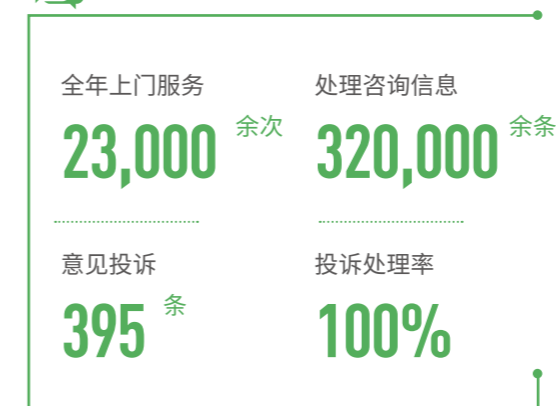 全年上门服务
23,000 余次
处理咨询信息
320,000 余条
意见投诉
395 条
投诉处理率
100%